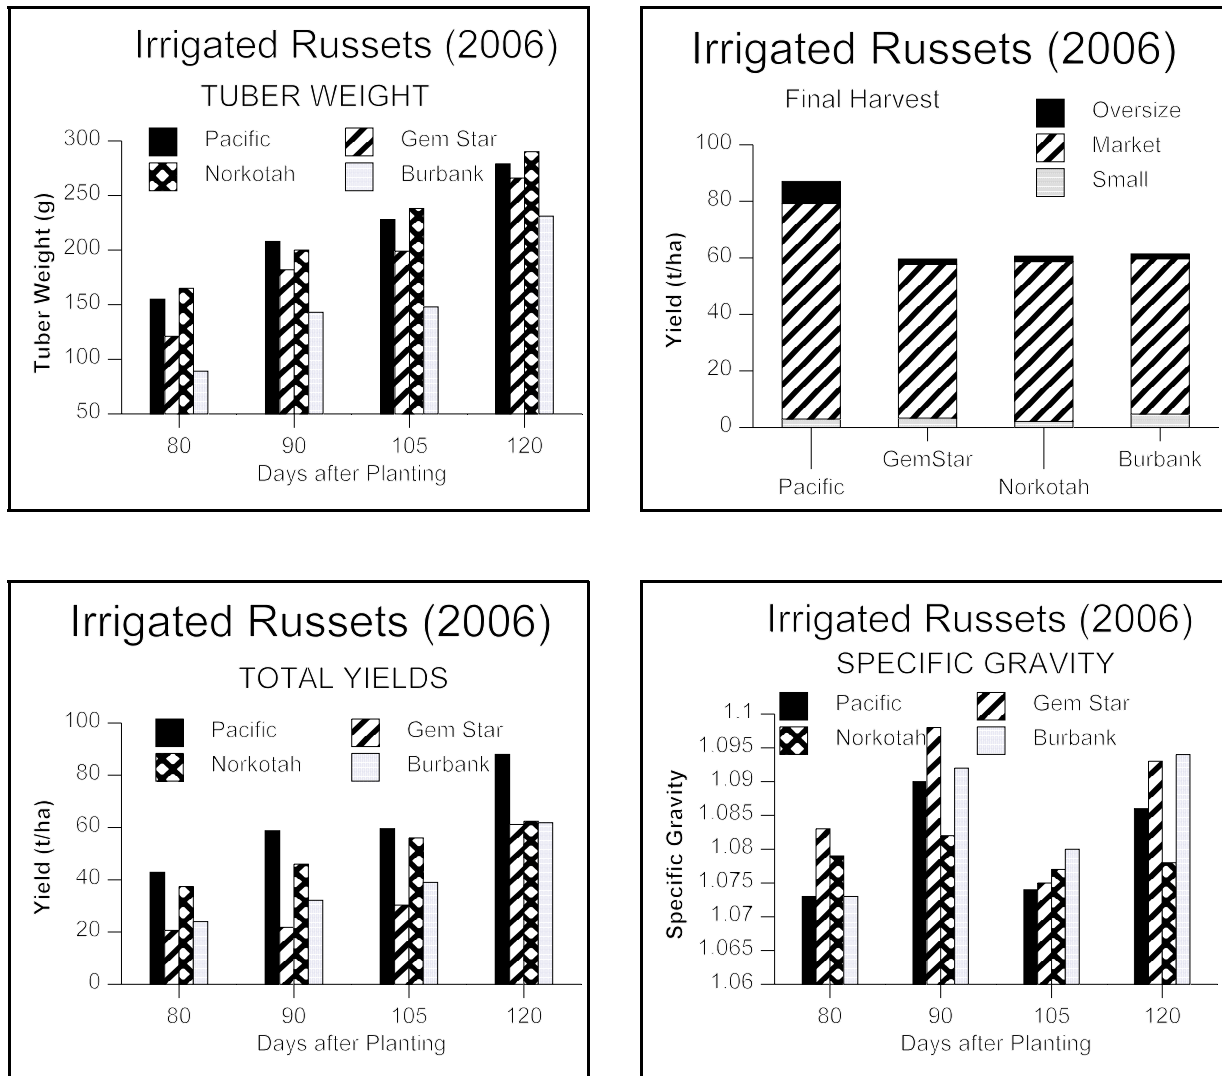 Irrigated Russets (2006)
TUBER WEIGHT
Pacific
Gem Star
Norkotah
Burbank
Tuber Weight (g)
300
250
200
150
100
50
80 90 105 120
Days after Planting
Irrigated Russets (2006)
Final Harvest
Oversize
Market
Small
Yield (t/ha)
100
80
60
40
20
0
GemStar Burbank
Pacific Norkotah
Irrigated Russets (2006)
TOTAL YIELDS
Pacific
Gem Star
Norkotah
Burbank
Yield (t/ha)
100
80
60
40
20
0
80 90 105 120
Days after Planting
Irrigated Russets (2006)
SPECIFIC GRAVITY
Pacific
Gem Star
Norkotah
Burbank
Specific Gravity
1.1
1.095
1.09
1.085
1.08
1.075
1.07
1.065
1.06
80 90 105 120
Days after Planting